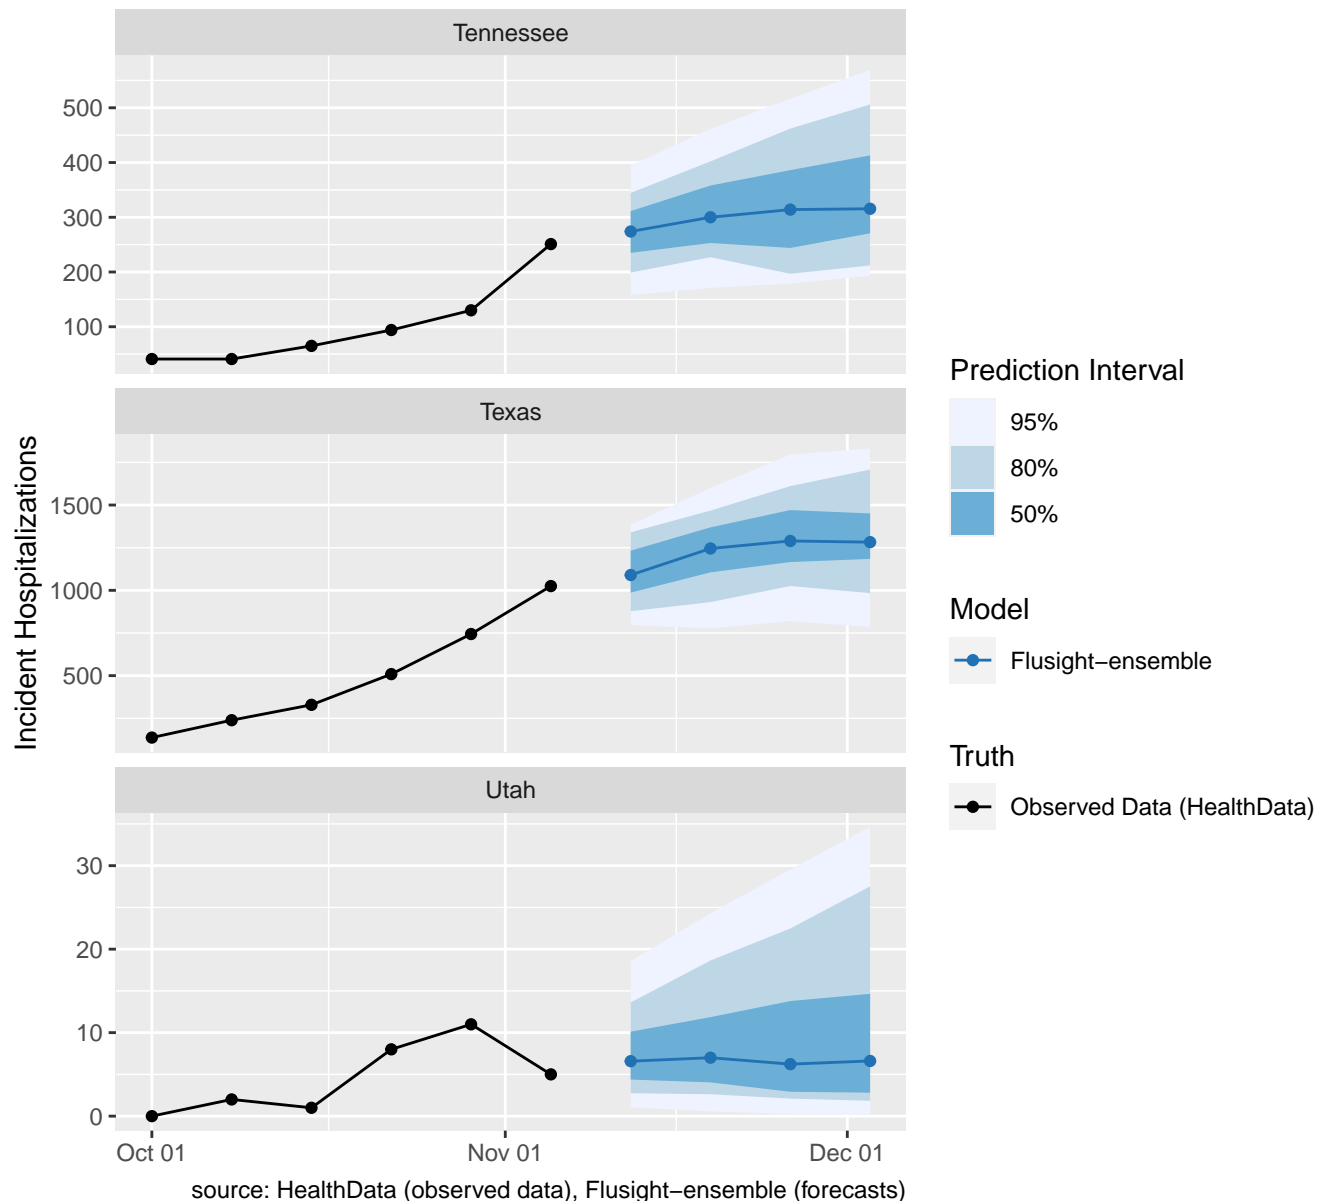 Tennessee
500
400
300
200
100
Texas
1500
1000
500
Utah
30
20
10
0
Oct 01
Nov 01
Dec 01
Incident Hospitalizations
source: HealthData (observed data), Flusight−ensemble (forecasts)
Prediction Interval
95%
80%
50%
Model
Flusight−ensemble
Truth
Observed Data (HealthData)